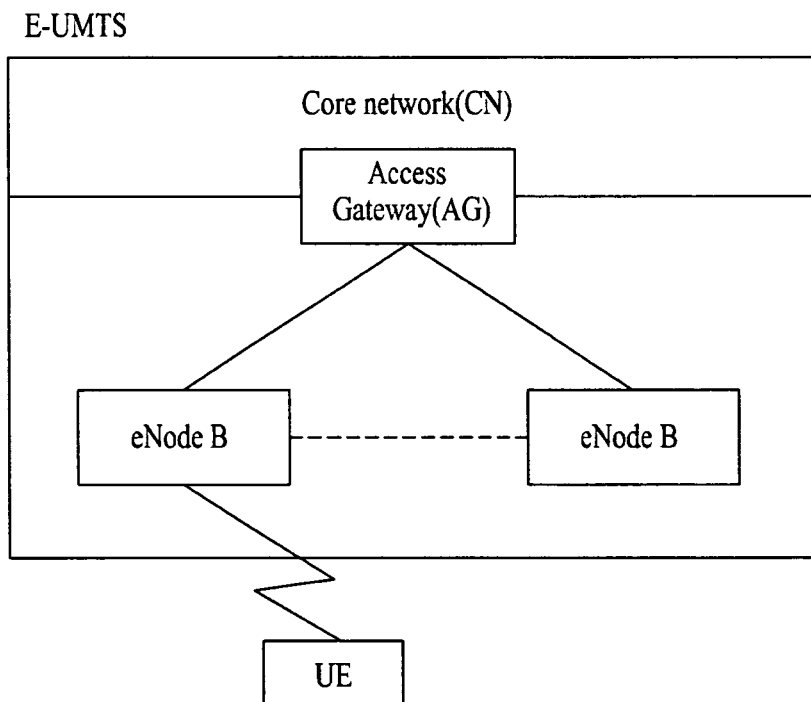 E-UMTS
Core network(CN)
Access
Gateway(AG)
eNode B
eNode B
UE